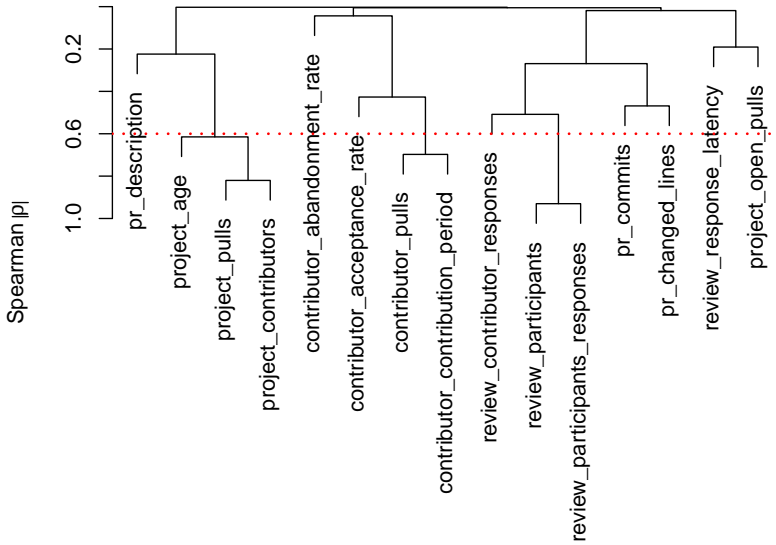 Spearman |ρ|
0.2
0.6
1.0
pr_description
project_age
project_pulls
project_contributors
contributor_abandonment_rate
contributor_acceptance_rate
contributor_pulls
contributor_contribution_period
review_contributor_responses
review_participants
review_participants_responses
pr_commits
pr_changed_lines
review_response_latency
project_open_pulls